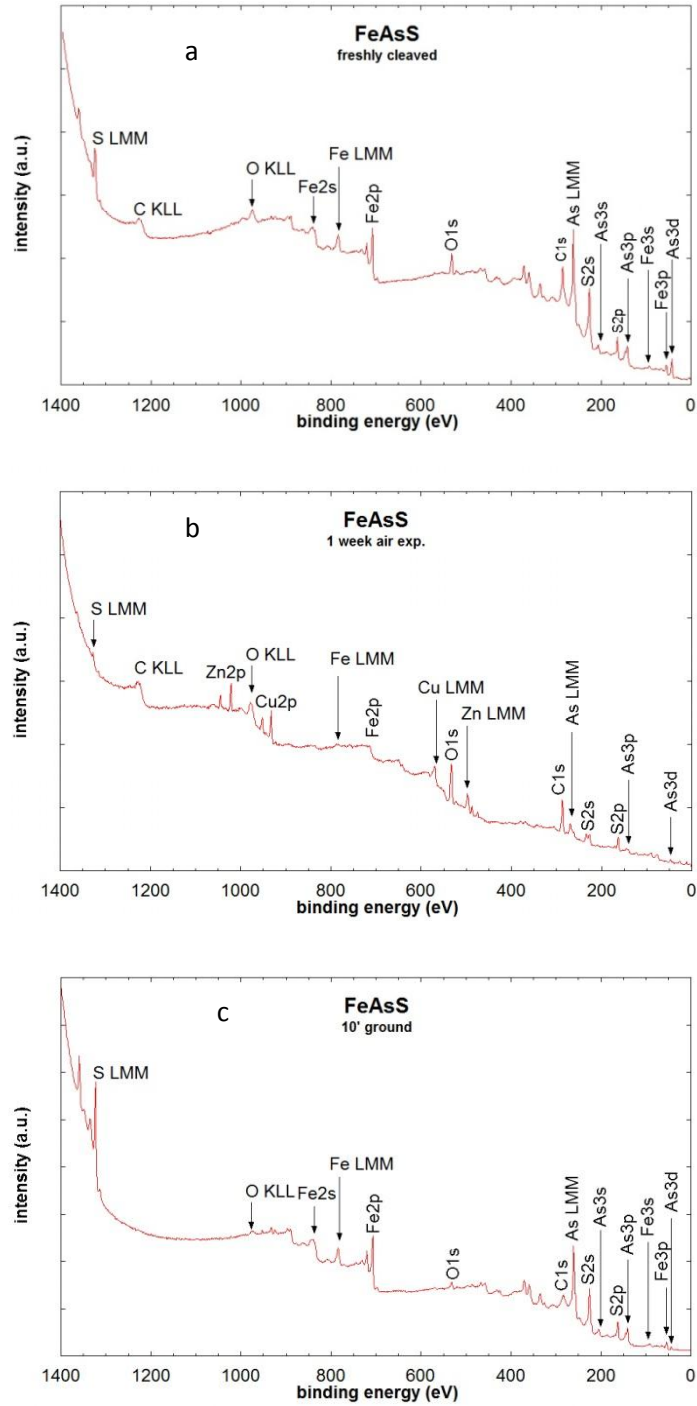 a
FeAsS
freshly cleaved
S LMM
C KLL
O KLL
Fe2s
Fe LMM
Fe2p
O1s
C1s
As LMM
S2s
As3s
S2p
As3p
Fe3s
Fe3p
As3d
intensity (a.u.)
1400 1200 1000 800 600 400 200 0
binding energy (eV)
b
FeAsS
1 week air exp.
S LMM
C KLL
Zn2p
O KLL
Cu2p
Fe LMM
Fe2p
Cu LMM
O1s
Zn LMM
C1s
As LMM
S2s
S2p
As3p
As3d
intensity (a.u.)
1400 1200 1000 800 600 400 200 0
binding energy (eV)
c
FeAsS
10' ground
S LMM
O KLL
Fe2s
Fe LMM
Fe2p
O1s
C1s
As LMM
S2s
As3s
S2p
As3p
Fe3s
Fe3p
As3d
intensity (a.u.)
1400 1200 1000 800 600 400 200 0
binding energy (eV)